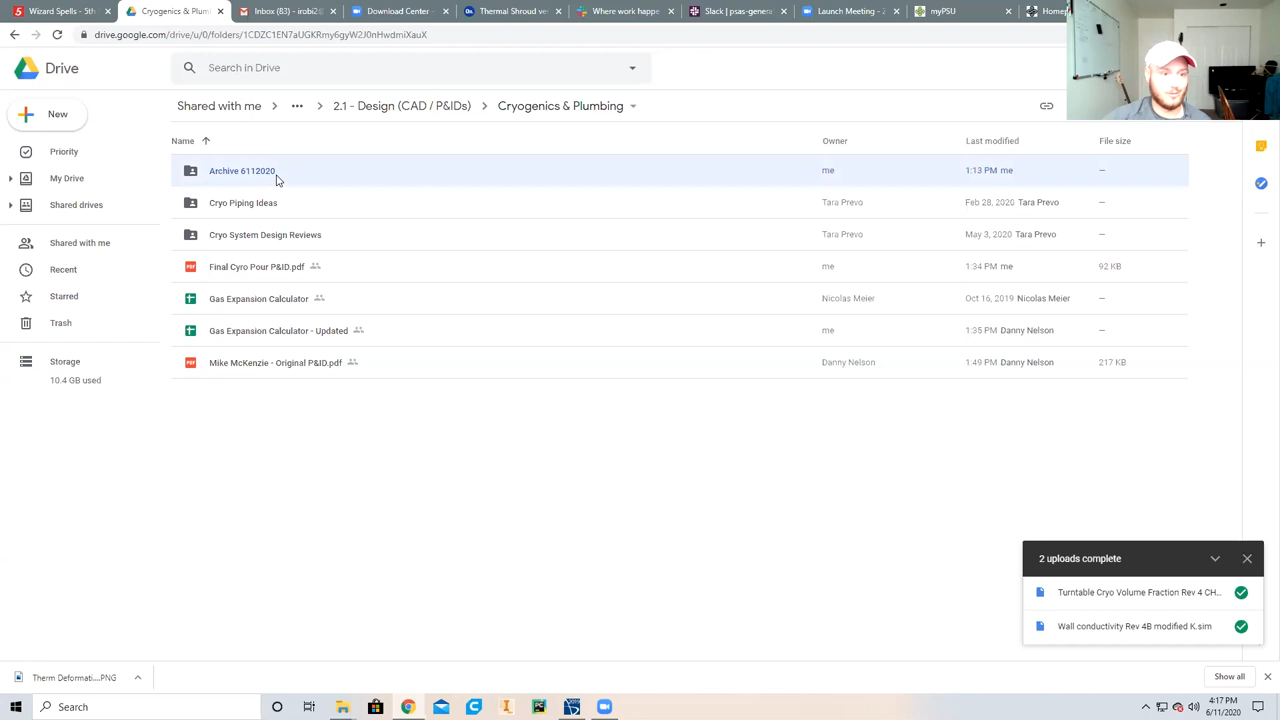 Wizard Spells - 5th
Cryogenics & Plumb
Inbox (83) - irob2
Download Center -
Thermal Shroud ver
Where work happe
Slack | psas-genera
Launch Meeting - Z
myPSU
Home
drive.google.com/drive/u/0/folders/1CDZC1EN7aUGKRmy6gyW2J0nHwdmiXauX
Drive
Search in Drive
New
Shared with me
2.1 - Design (CAD / P&IDs)
Cryogenics & Plumbing
Priority
My Drive
Shared drives
Shared with me
Recent
Starred
Trash
Storage
10.4 GB used
Name Owner Last modified File size
Archive 6112020 me 1:13 PM me —
Cryo Piping Ideas Tara Prevo Feb 28, 2020 Tara Prevo —
Cryo System Design Reviews Tara Prevo May 3, 2020 Tara Prevo —
PDF Final Cyro Pour P&ID.pdf me 1:34 PM me 92 KB
Gas Expansion Calculator Nicolas Meier Oct 16, 2019 Nicolas Meier —
Gas Expansion Calculator - Updated me 1:35 PM Danny Nelson —
PDF Mike McKenzie - Original P&ID.pdf Danny Nelson 1:49 PM Danny Nelson 217 KB
2 uploads complete
Turntable Cryo Volume Fraction Rev 4 CH...
Wall conductivity Rev 4B modified K.sim
Therm Deformati....PNG
Show all
Search
4:17 PM
6/11/2020